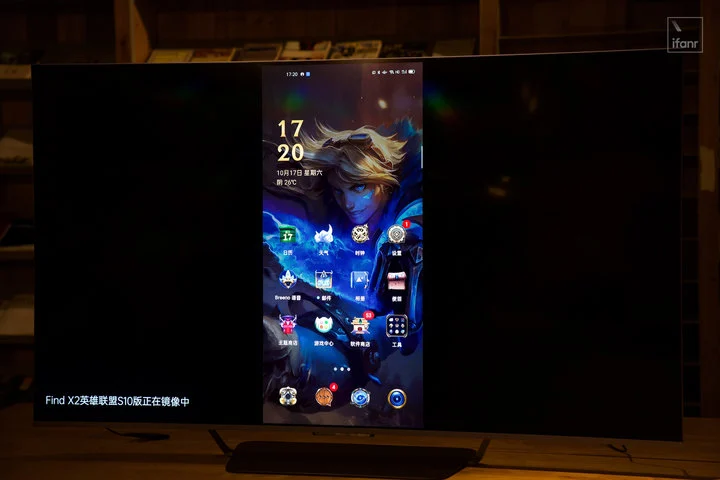 ifanr
17:20
17
20
10月17日 星期六
阴 26℃
17
1
日历
天气
时钟
设置
Breeno 语音
邮件
相册
便签
53
主题商店
游戏中心
软件商店
工具
4
Find X2英雄联盟S10版正在镜像中